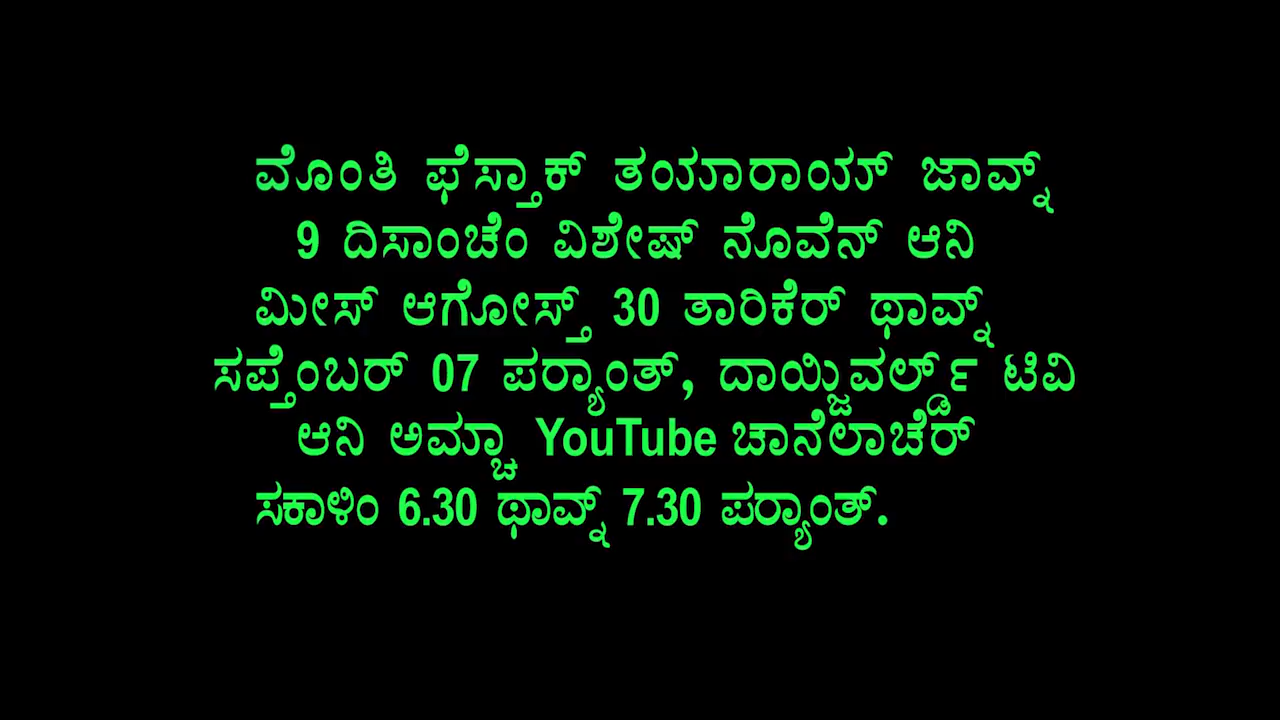 ವೊಂತಿ ಫೆಸ್ತಾಕ್ ತಯಾರಾಯ್ ಜಾವ್ನ್
9 ದಿಸಾಂಚೆಂ ವಿಶೇಷ್ ನೊವೆನ್ ಆನಿ
ಮೀಸ್ ಆಗೋಸ್ತ್ 30 ತಾರಿಕೆರ್ ಥಾವ್ನ್
ಸಪ್ತೆಂಬರ್ 07 ಪರ‍್ಯಾಂತ್, ದಾಯ್ಜಿವರ್ಲ್ಡ್ ಟಿವಿ
ಆನಿ ಅಮ್ಚಾ YouTube ಚಾನೆಲಾಚೆರ್
ಸಕಾಳಿಂ 6.30 ಥಾವ್ನ್ 7.30 ಪರ‍್ಯಾಂತ್.